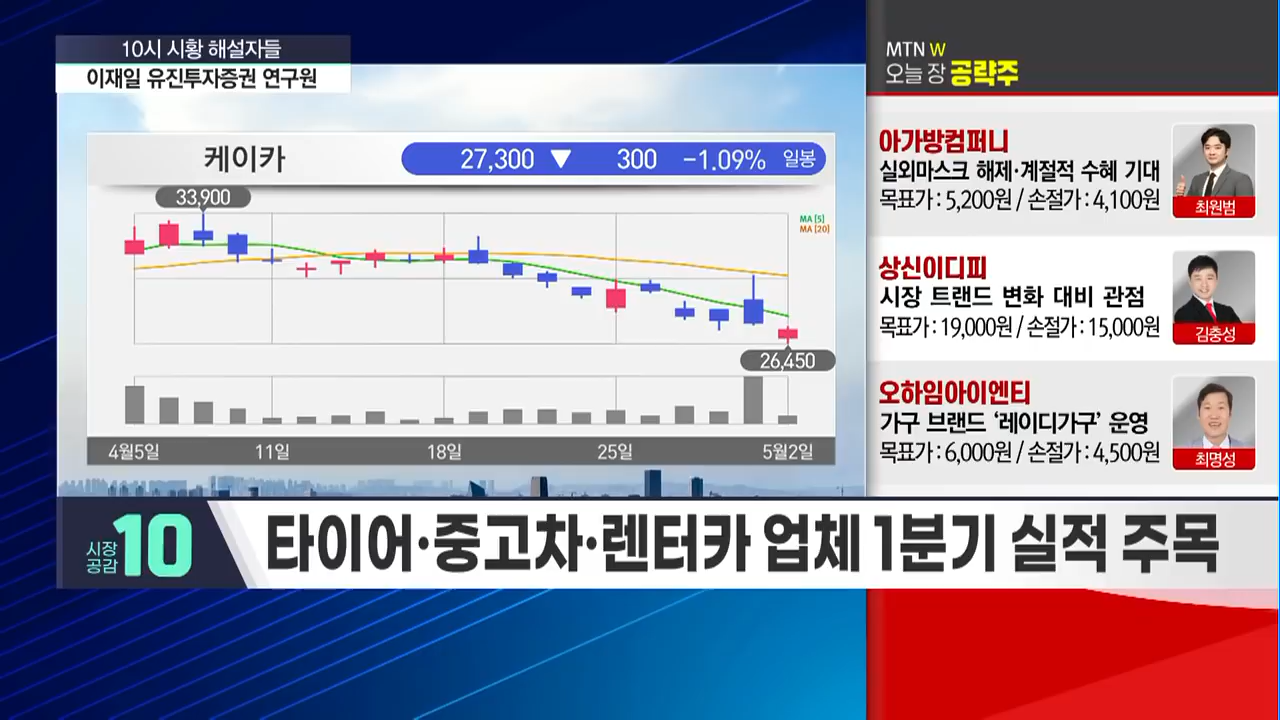 10시 시황 해설자들
이재일 유진투자증권 연구원
케이카
27,300 ▼ 300 -1.09% 일봉
33,900
MA [5]
MA [20]
26,450
4월5일 11일 18일 25일 5월2일
시장
공감
10
타이어·중고차·렌터카 업체 1분기 실적 주목
MTN W
오늘 장 공략주
아가방컴퍼니
실외마스크 해제·계절적 수혜 기대
목표가 : 5,200원 / 손절가 : 4,100원
최원범
상신이디피
시장 트랜드 변화 대비 관점
목표가 : 19,000원 / 손절가 : 15,000원
김충성
오하임아이엔티
가구 브랜드 ‘레이디가구’ 운영
목표가 : 6,000원 / 손절가 : 4,500원
최명성